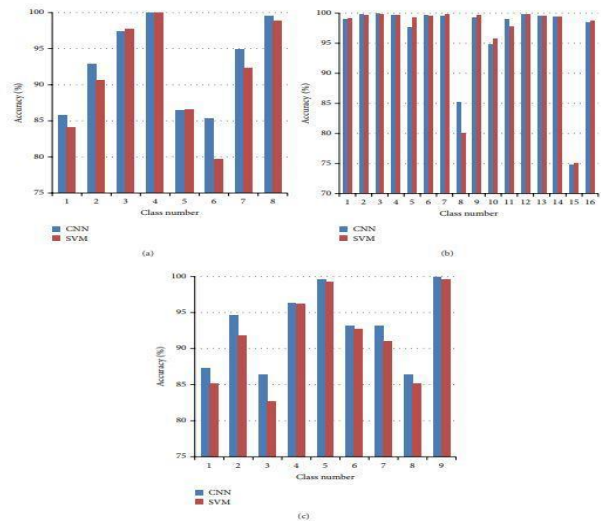 100
95
90
85
80
75
Accuracy (%)
1 2 3 4 5 6 7 8
Class number
CNN
SVM
(a)
100
95
90
85
80
75
70
Accuracy (%)
1 2 3 4 5 6 7 8 9 10 11 12 13 14 15 16
Class number
CNN
SVM
(b)
100
95
90
85
80
75
Accuracy (%)
1 2 3 4 5 6 7 8 9
Class number
CNN
SVM
(c)